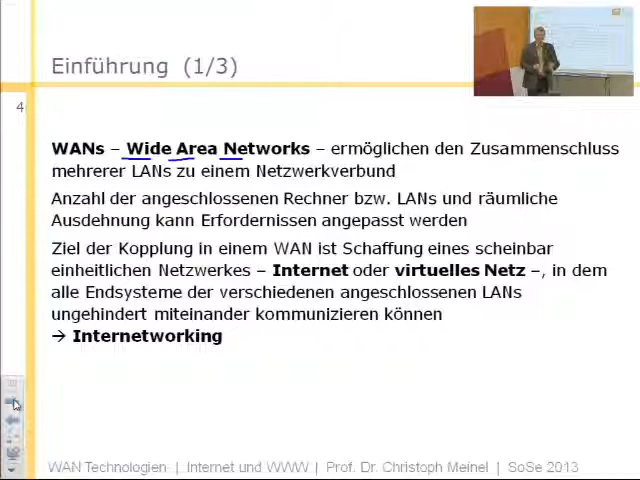 Einführung (1/3)
4
WANs – Wide Area Networks – ermöglichen den Zusammenschluss
mehrerer LANs zu einem Netzwerkverbund
Anzahl der angeschlossenen Rechner bzw. LANs und räumliche
Ausdehnung kann Erfordernissen angepasst werden
Ziel der Kopplung in einem WAN ist Schaffung eines scheinbar
einheitlichen Netzwerkes – Internet oder virtuelles Netz –, in dem
alle Endsysteme der verschiedenen angeschlossenen LANs
ungehindert miteinander kommunizieren können
→ Internetworking
WAN Technologien | Internet und WWW | Prof. Dr. Christoph Meinel | SoSe 2013